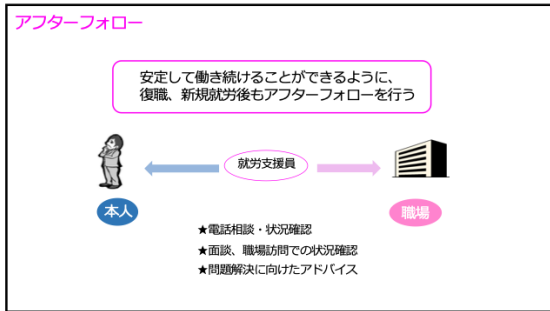 アフターフォロー
安定して働き続けることができるように、
復職、新規就労後もアフターフォローを行う
就労支援員
本人
職場
★電話相談・状況確認
★面談、職場訪問での状況確認
★問題解決に向けたアドバイス